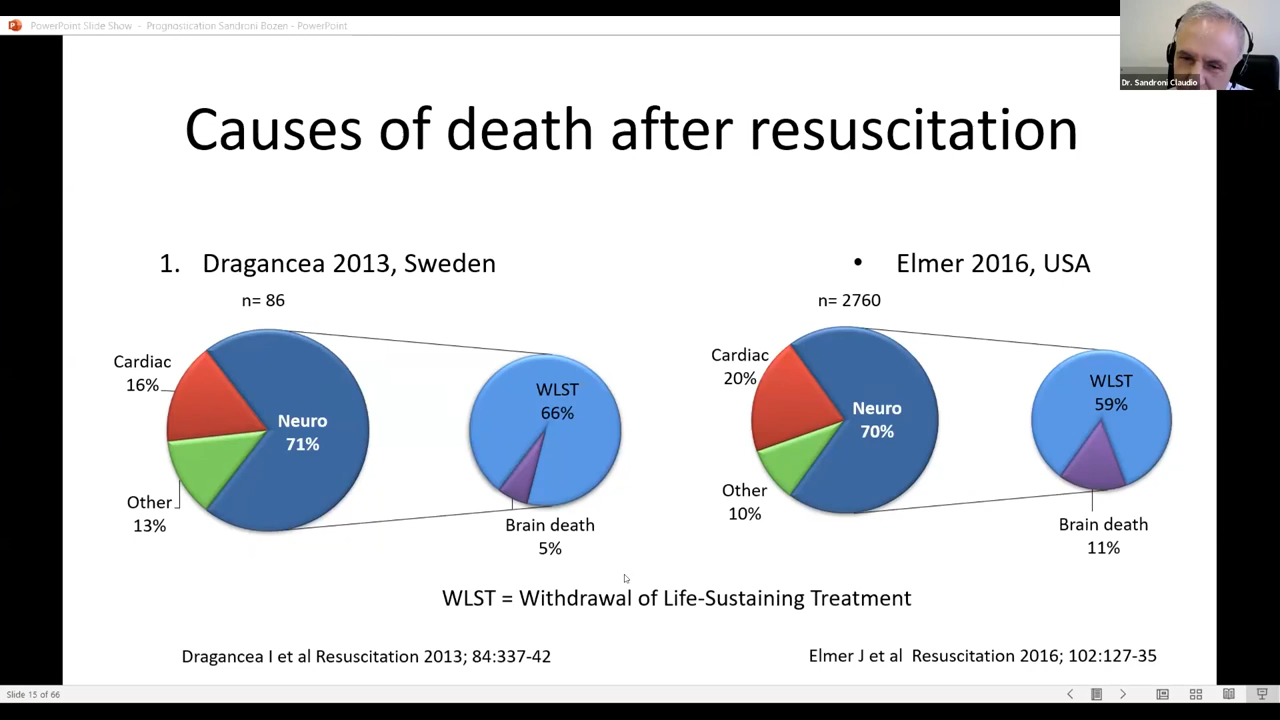 PowerPoint Slide Show - Prognostication Sandroni Bozen - PowerPoint
Dr. Sandroni Claudio
Causes of death after resuscitation
1. Dragancea 2013, Sweden
n= 86
Cardiac
16%
Neuro
71%
Other
13%
WLST
66%
Brain death
5%
• Elmer 2016, USA
n= 2760
Cardiac
20%
Neuro
70%
Other
10%
WLST
59%
Brain death
11%
WLST = Withdrawal of Life-Sustaining Treatment
Dragancea I et al Resuscitation 2013; 84:337-42
Elmer J et al Resuscitation 2016; 102:127-35
Slide 15 of 66